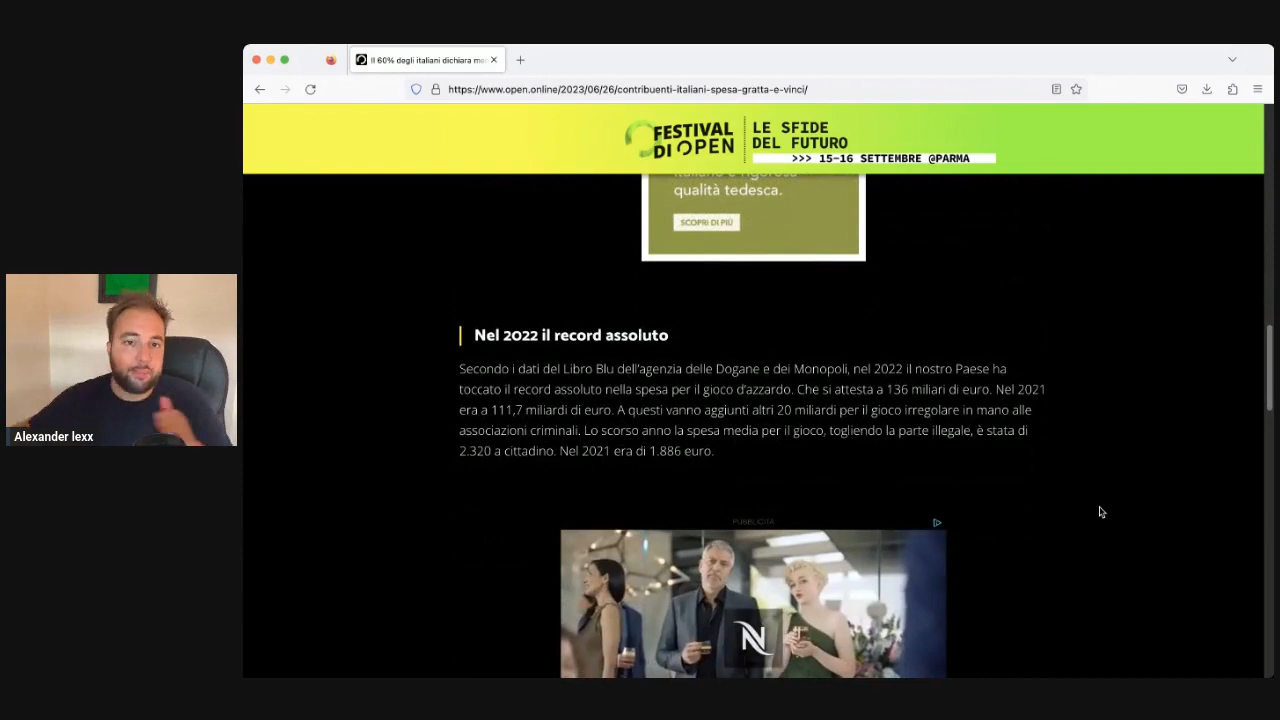 Il 60% degli italiani dichiara me
https://www.open.online/2023/06/26/contribuenti-italiani-spesa-gratta-e-vinci/
FESTIVAL
DI OPEN
LE SFIDE
DEL FUTURO
>>> 15-16 SETTEMBRE @PARMA
qualità tedesca.
SCOPRI DI PIÙ
Nel 2022 il record assoluto
Secondo i dati del Libro Blu dell'agenzia delle Dogane e dei Monopoli, nel 2022 il nostro Paese ha
toccato il record assoluto nella spesa per il gioco d'azzardo. Che si attesta a 136 miliari di euro. Nel 2021
era a 111,7 miliardi di euro. A questi vanno aggiunti altri 20 miliardi per il gioco irregolare in mano alle
associazioni criminali. Lo scorso anno la spesa media per il gioco, togliendo la parte illegale, è stata di
2.320 a cittadino. Nel 2021 era di 1.886 euro.
Alexander lexx
PUBBLICITÀ
N